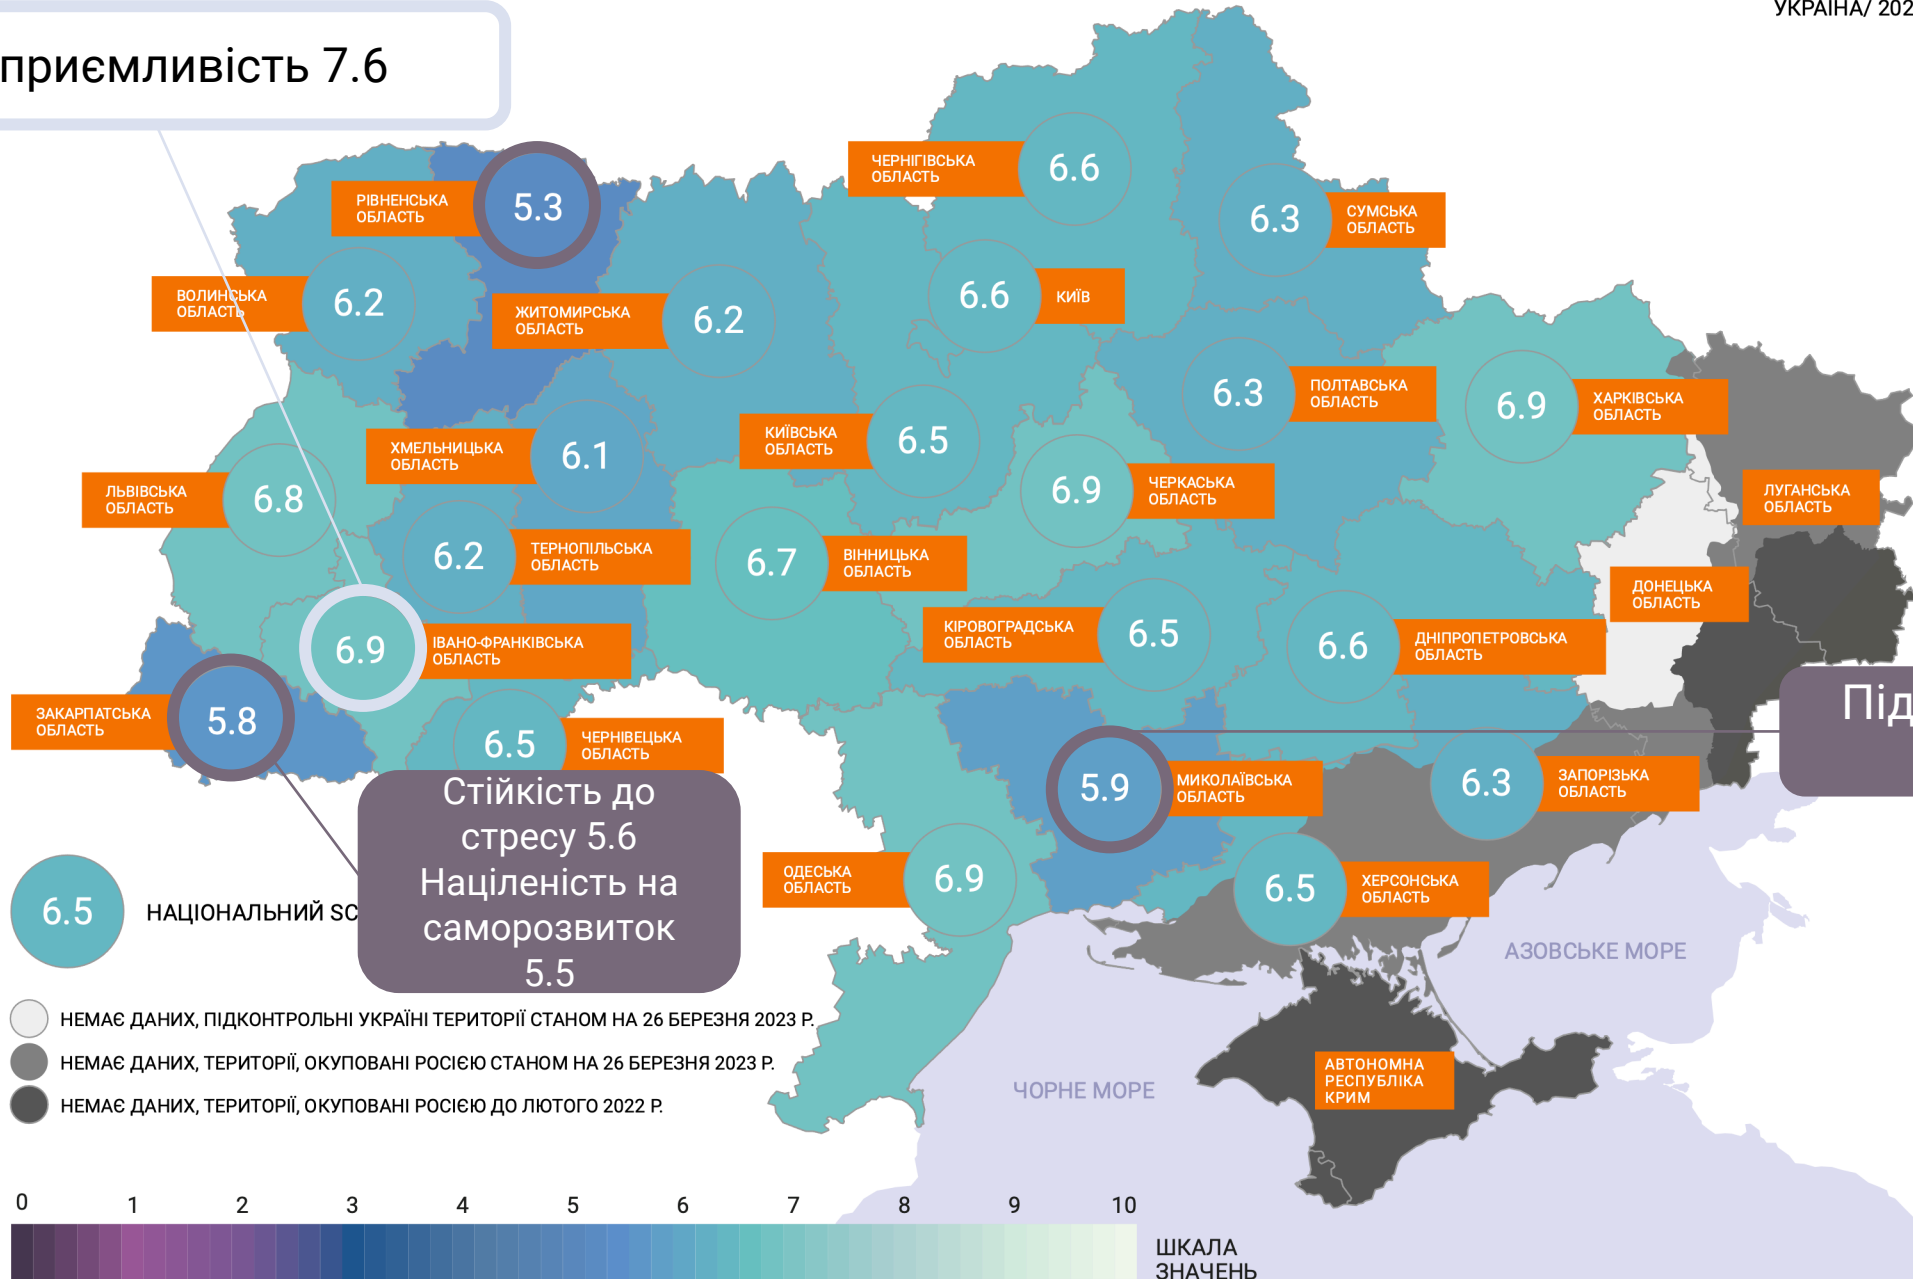 УКРАЇНА/ 202
приємливість 7.6
ЧЕРНІГІВСЬКА
ОБЛАСТЬ
6.6
РІВНЕНСЬКА
ОБЛАСТЬ
5.3
6.3
СУМСЬКА
ОБЛАСТЬ
ВОЛИНСЬКА
ОБЛАСТЬ
6.2
ЖИТОМИРСЬКА
ОБЛАСТЬ
6.2
6.6
КИЇВ
6.3
ПОЛТАВСЬКА
ОБЛАСТЬ
6.9
ХАРКІВСЬКА
ОБЛАСТЬ
ХМЕЛЬНИЦЬКА
ОБЛАСТЬ
6.1
КИЇВСЬКА
ОБЛАСТЬ
6.5
6.9
ЧЕРКАСЬКА
ОБЛАСТЬ
ЛУГАНСЬКА
ОБЛАСТЬ
ЛЬВІВСЬКА
ОБЛАСТЬ
6.8
6.2
ТЕРНОПІЛЬСЬКА
ОБЛАСТЬ
6.7
ВІННИЦЬКА
ОБЛАСТЬ
ДОНЕЦЬКА
ОБЛАСТЬ
6.9
ІВАНО-ФРАНКІВСЬКА
ОБЛАСТЬ
КІРОВОГРАДСЬКА
ОБЛАСТЬ
6.5
6.6
ДНІПРОПЕТРОВСЬКА
ОБЛАСТЬ
ЗАКАРПАТСЬКА
ОБЛАСТЬ
5.8
6.5
ЧЕРНІВЕЦЬКА
ОБЛАСТЬ
Під
5.9
МИКОЛАЇВСЬКА
ОБЛАСТЬ
6.3
ЗАПОРІЗЬКА
ОБЛАСТЬ
Стійкість до
стресу 5.6
Націленість на
саморозвиток
5.5
ОДЕСЬКА
ОБЛАСТЬ
6.9
6.5
ХЕРСОНСЬКА
ОБЛАСТЬ
6.5
НАЦІОНАЛЬНИЙ SC
АЗОВСЬКЕ МОРЕ
НЕМАЄ ДАНИХ, ПІДКОНТРОЛЬНІ УКРАЇНІ ТЕРИТОРІЇ СТАНОМ НА 26 БЕРЕЗНЯ 2023 Р.
НЕМАЄ ДАНИХ, ТЕРИТОРІЇ, ОКУПОВАНІ РОСІЄЮ СТАНОМ НА 26 БЕРЕЗНЯ 2023 Р.
НЕМАЄ ДАНИХ, ТЕРИТОРІЇ, ОКУПОВАНІ РОСІЄЮ ДО ЛЮТОГО 2022 Р.
ЧОРНЕ МОРЕ
АВТОНОМНА
РЕСПУБЛІКА
КРИМ
0 1 2 3 4 5 6 7 8 9 10
ШКАЛА
ЗНАЧЕНЬ